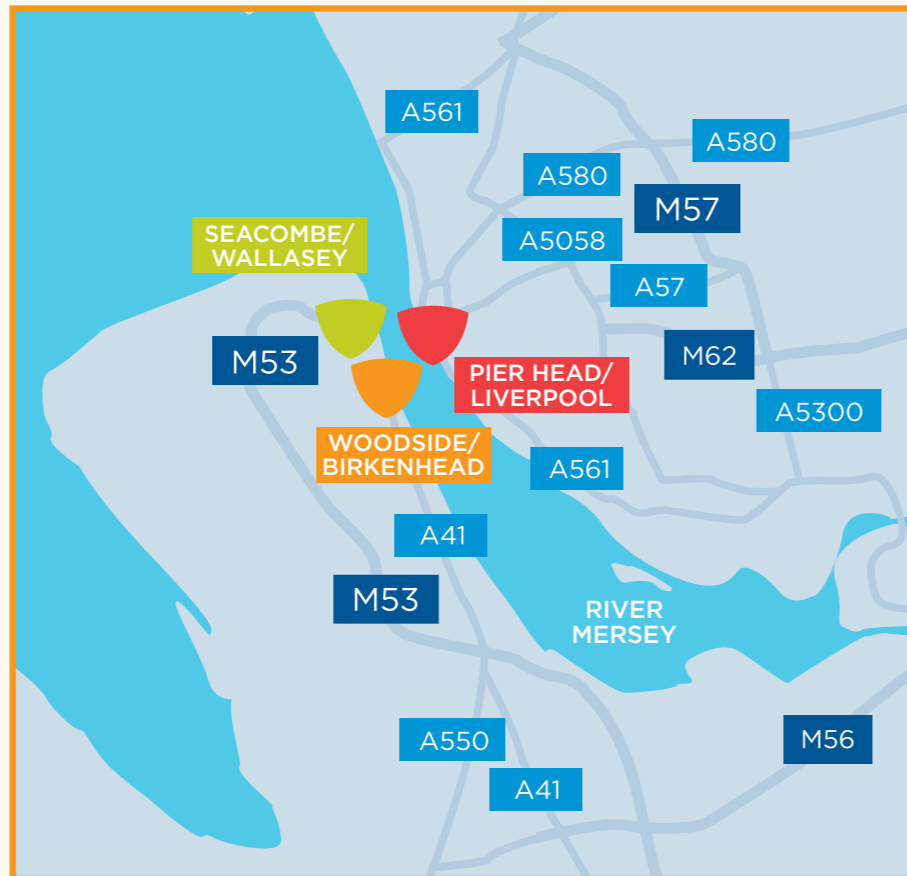 A561
A580
A580
M57
SEACOMBE/
WALLASEY
A5058
A57
M53
M62
PIER HEAD/
LIVERPOOL
A5300
WOODSIDE/
BIRKENHEAD
A561
A41
M53
RIVER
MERSEY
A550
M56
A41